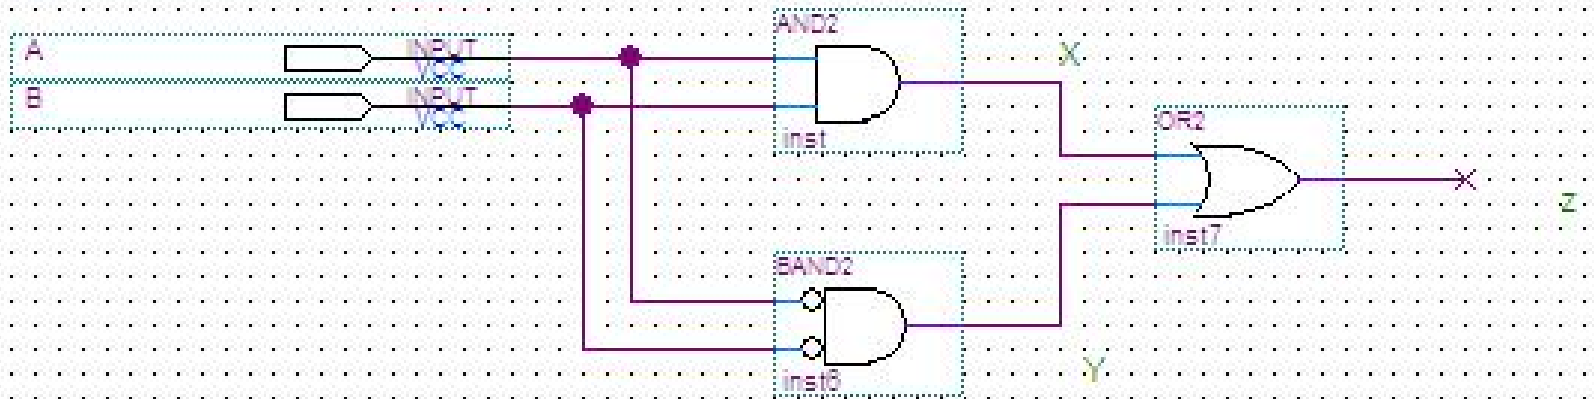 AND2
A
INPUT
VCC
X
B
INPUT
VCC
OR2
inst
Z
inst7
BAND2
Y
inst6